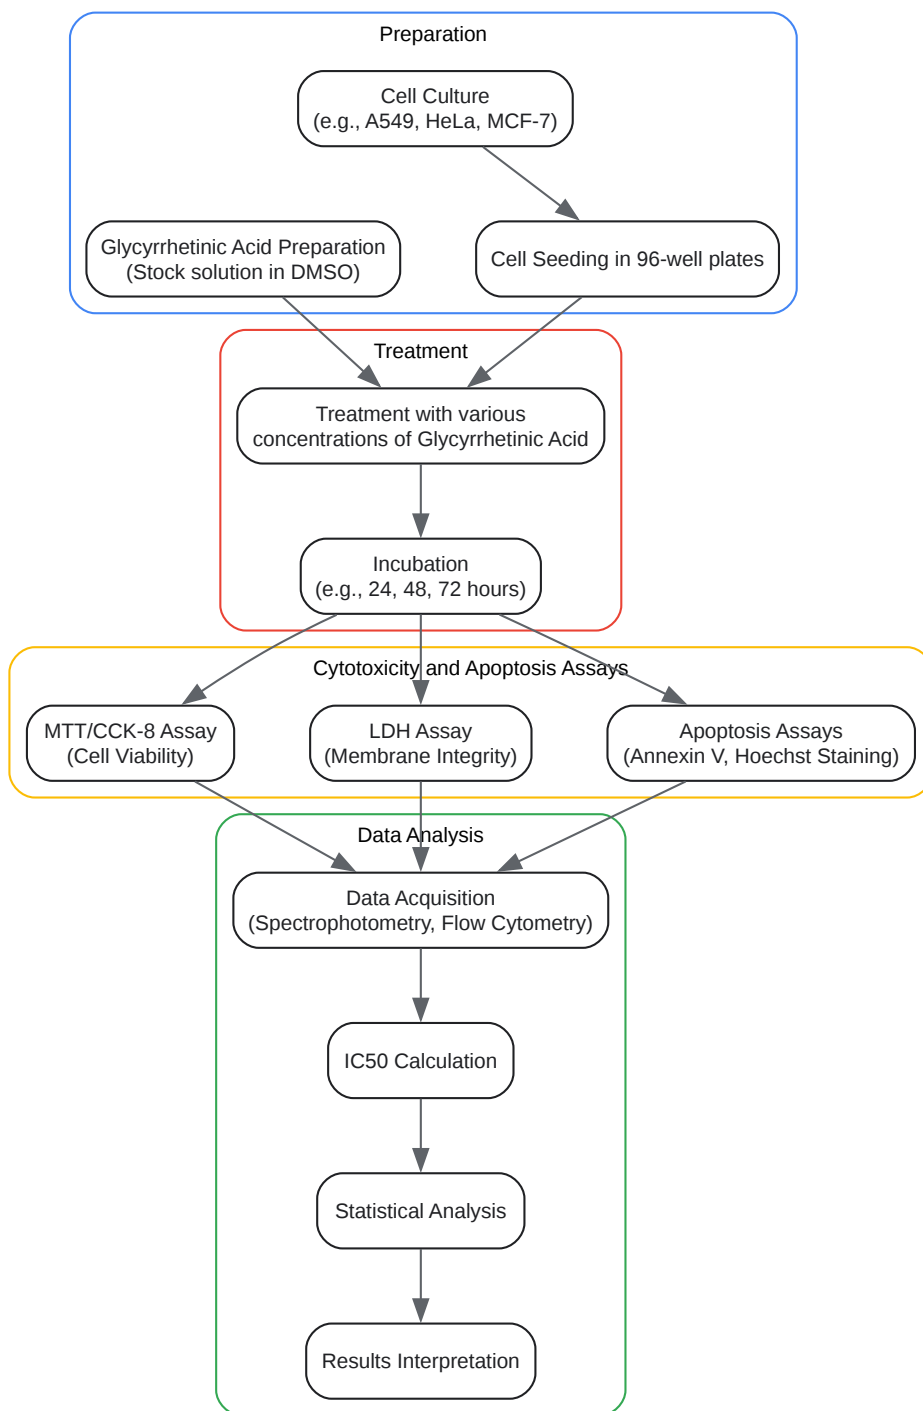 Preparation
Cell Culture
(e.g., A549, HeLa, MCF-7)
Glycyrrhetinic Acid Preparation
(Stock solution in DMSO)
Cell Seeding in 96-well plates
Treatment
Treatment with various
concentrations of Glycyrrhetinic Acid
Incubation
(e.g., 24, 48, 72 hours)
Cytotoxicity and Apoptosis Assays
MTT/CCK-8 Assay
(Cell Viability)
LDH Assay
(Membrane Integrity)
Apoptosis Assays
(Annexin V, Hoechst Staining)
Data Analysis
Data Acquisition
(Spectrophotometry, Flow Cytometry)
IC50 Calculation
Statistical Analysis
Results Interpretation